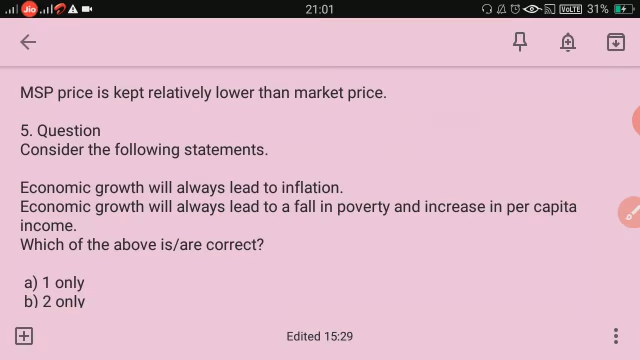 Jio
21:01
VoLTE
31%
MSP price is kept relatively lower than market price.
5. Question
Consider the following statements.
Economic growth will always lead to inflation.
Economic growth will always lead to a fall in poverty and increase in per capita
income.
Which of the above is/are correct?
a) 1 only
b) 2 only
Edited 15:29